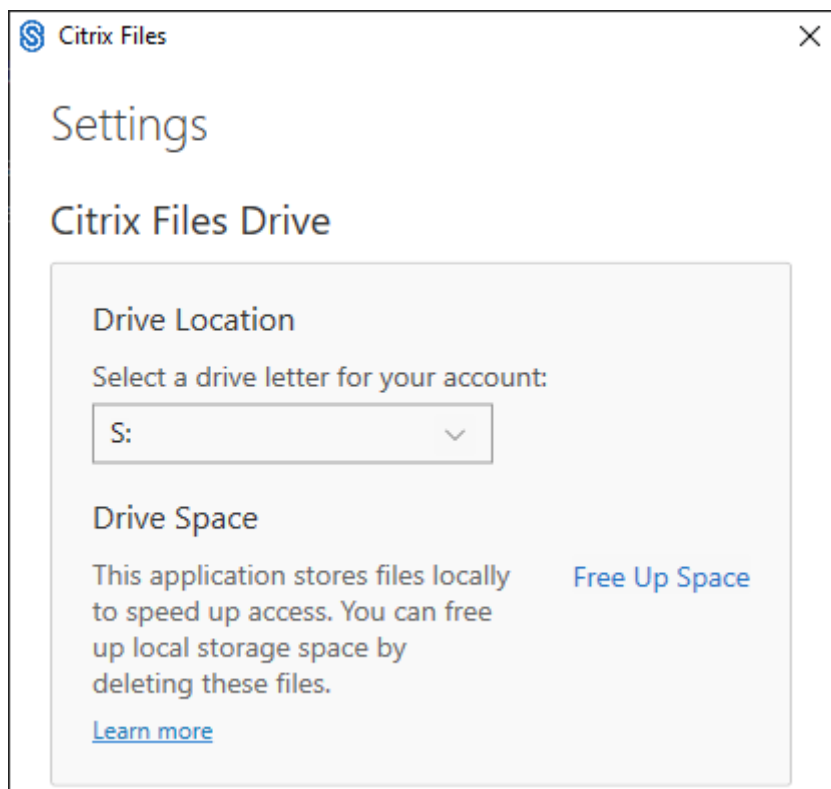 Citrix Files
Settings
Citrix Files Drive
Drive Location
Select a drive letter for your account:
S:
Drive Space
This application stores files locally
to speed up access. You can free
up local storage space by
deleting these files.
Free Up Space
Learn more